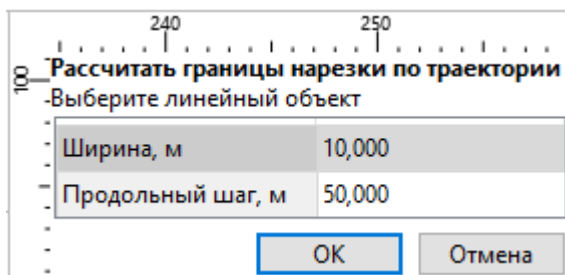 240 250
100
Рассчитать границы нарезки по траектории
Выберите линейный объект
Ширина, м 10,000
Продольный шаг, м 50,000
OK Отмена